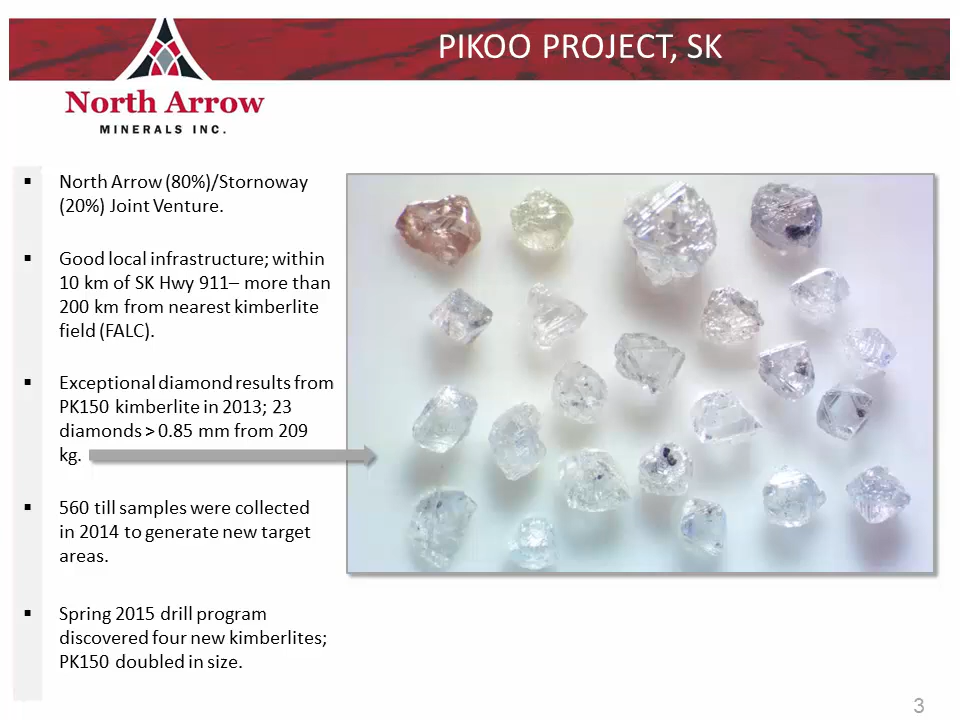 PIKOO PROJECT, SK
North Arrow
MINERALS INC.
▪ North Arrow (80%)/Stornoway
(20%) Joint Venture.
▪ Good local infrastructure; within
10 km of SK Hwy 911– more than
200 km from nearest kimberlite
field (FALC).
▪ Exceptional diamond results from
PK150 kimberlite in 2013; 23
diamonds > 0.85 mm from 209
kg.
▪ 560 till samples were collected
in 2014 to generate new target
areas.
▪ Spring 2015 drill program
discovered four new kimberlites;
PK150 doubled in size.
3